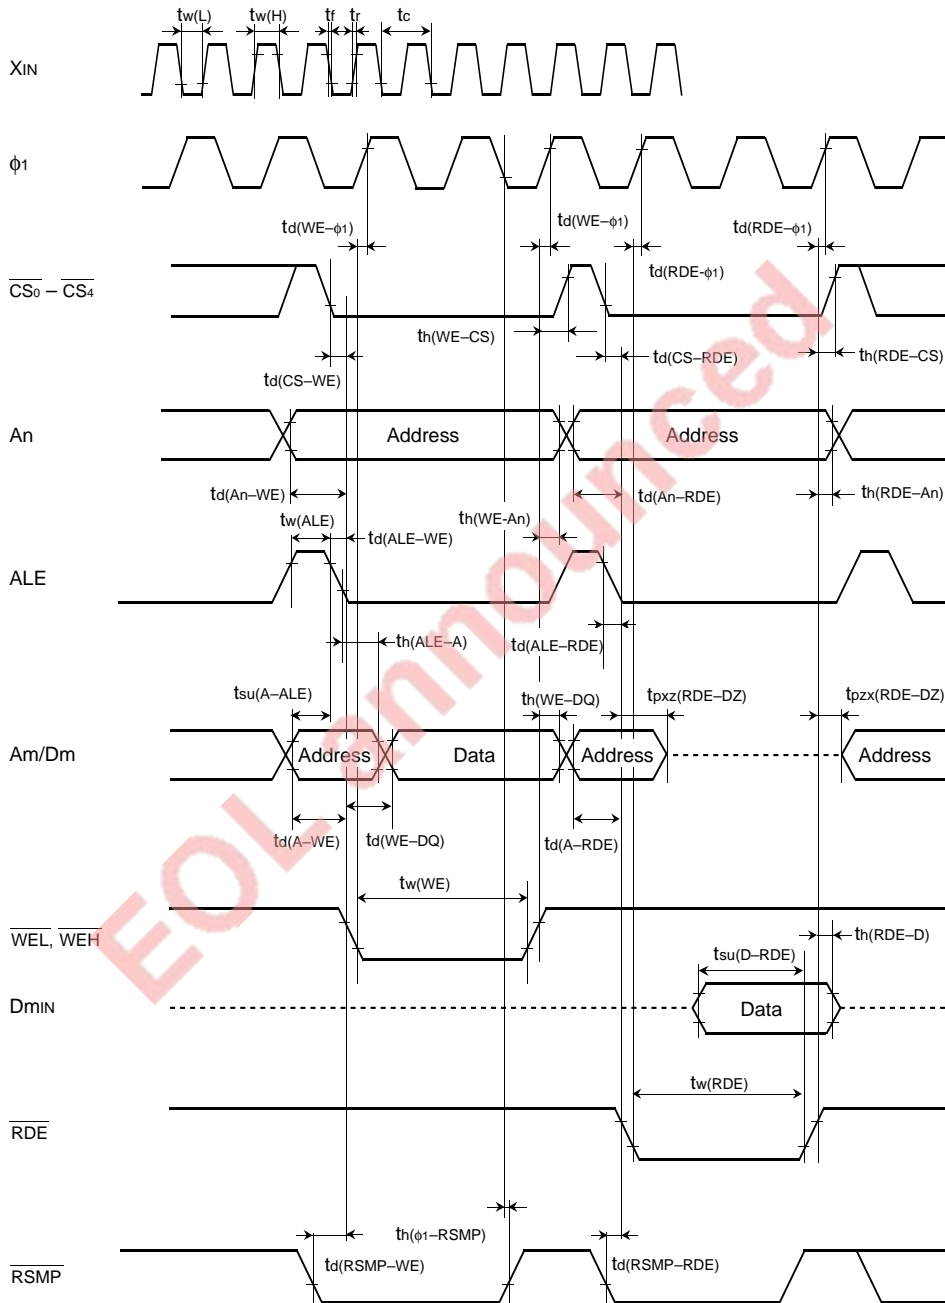 tw(L) tw(H) tf tr tc
XIN
ϕ1
td(WE–ϕ1) td(WE–ϕ1) td(RDE–ϕ1)
td(RDE-ϕ1)
CS0 – CS4
th(WE–CS) td(CS–RDE) th(RDE–CS)
td(CS–WE)
An Address Address
td(An–WE) td(An–RDE) th(RDE–An)
tw(ALE) th(WE-An)
td(ALE–WE)
ALE
th(ALE–A) td(ALE–RDE)
tsu(A–ALE) th(WE–DQ) tpxz(RDE–DZ) tpzx(RDE–DZ)
Am/Dm Address Data Address Address
td(A–WE) td(WE–DQ) td(A–RDE)
tw(WE)
WEL, WEH
th(RDE–D)
tsu(D–RDE)
DmIN Data
tw(RDE)
RDE
th(ϕ1–RSMP)
td(RSMP–WE) td(RSMP–RDE)
RSMP
EOL announced